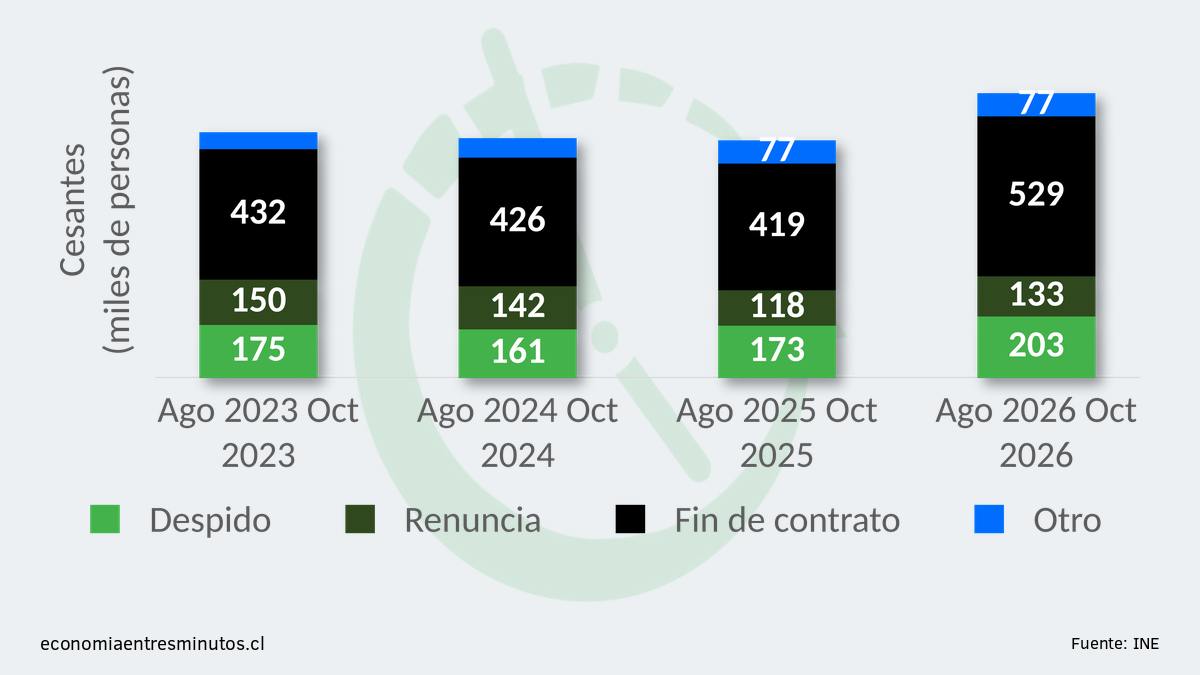 Cesantes
(miles de personas)
77
77
432
426
419
529
150
142
118
133
175
161
173
203
Ago 2023 Oct
2023
Ago 2024 Oct
2024
Ago 2025 Oct
2025
Ago 2026 Oct
2026
Despido
Renuncia
Fin de contrato
Otro
economiaentresminutos.cl
Fuente: INE